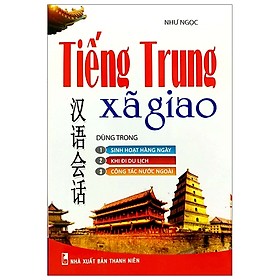 NHƯ NGỌC
Tiếng Trung
xã giao
汉语会话
DÙNG TRONG
1 SINH HOẠT HÀNG NGÀY
2 KHI ĐI DU LỊCH
3 CÔNG TÁC NƯỚC NGOÀI
NHÀ XUẤT BẢN THANH NIÊN